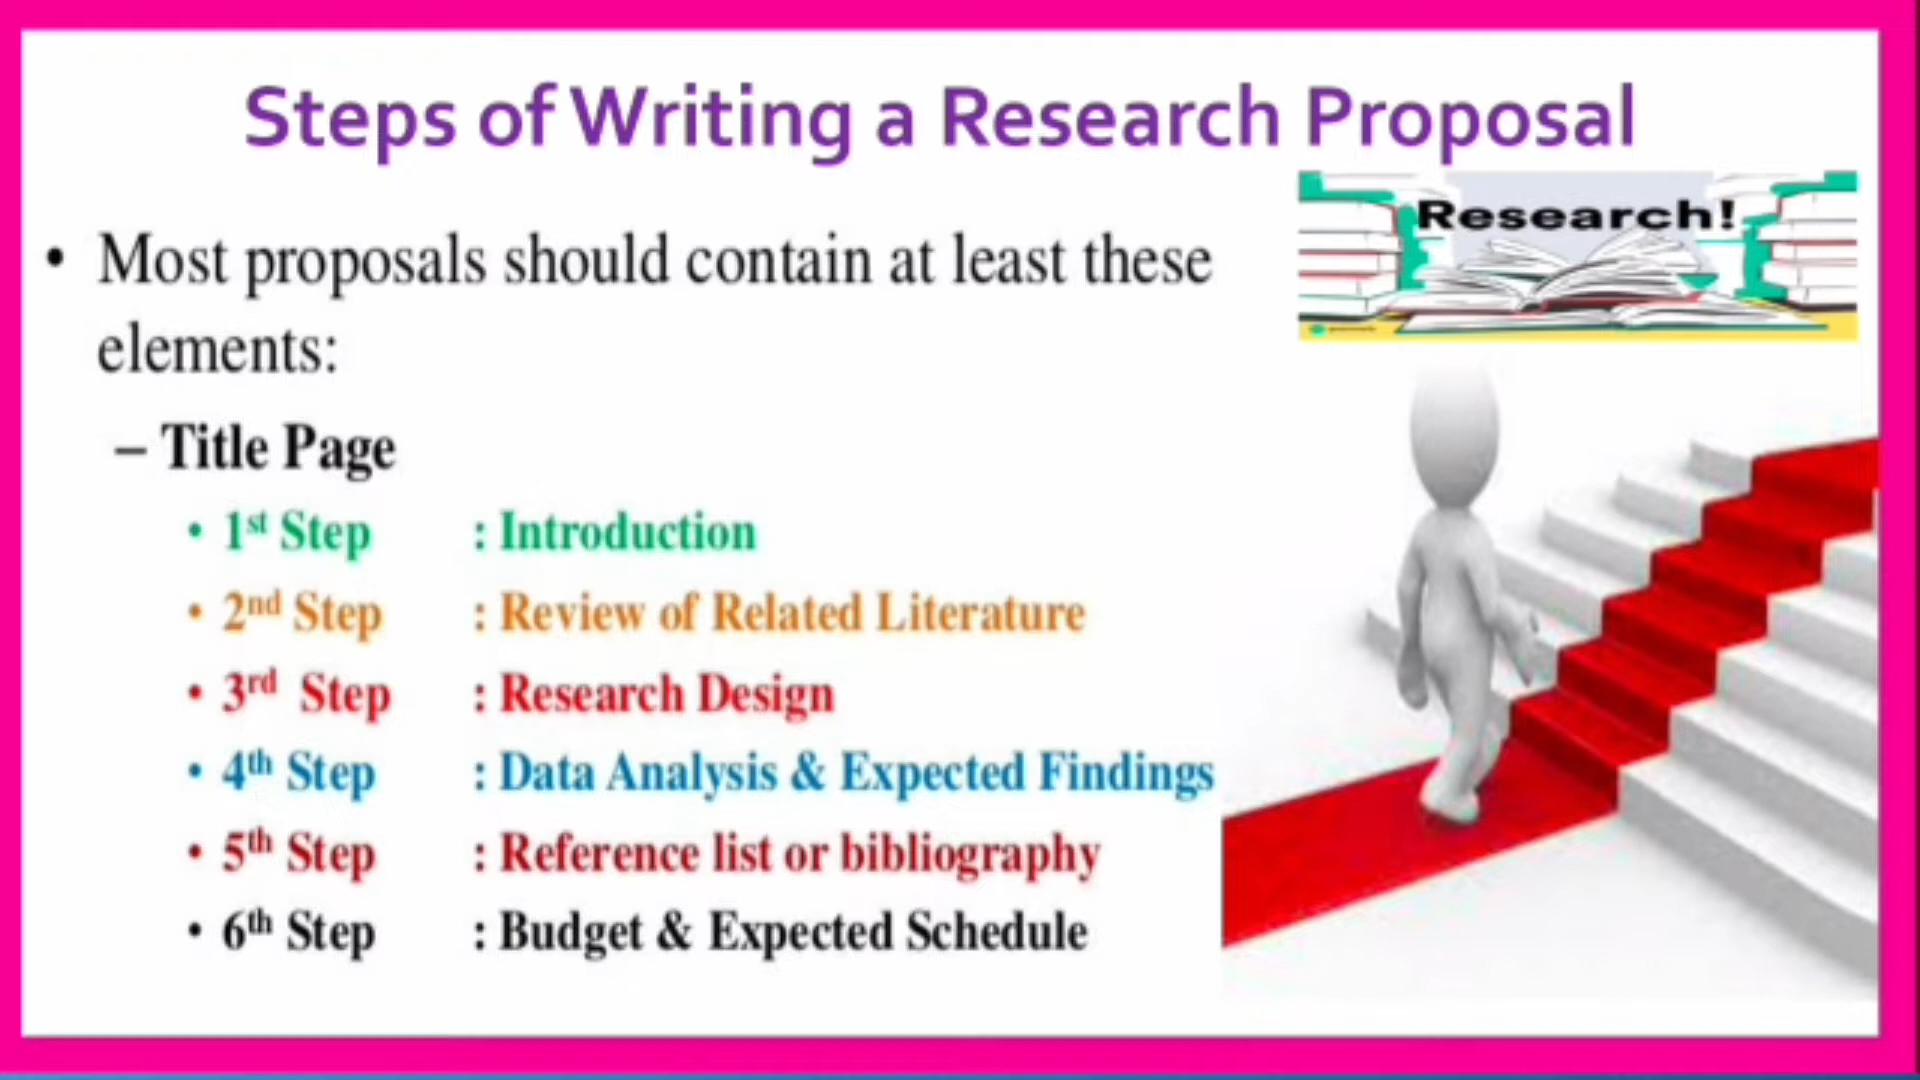 Steps of Writing a Research Proposal
Research!
• Most proposals should contain at least these
elements:
– Title Page
• 1st Step : Introduction
• 2nd Step : Review of Related Literature
• 3rd Step : Research Design
• 4th Step : Data Analysis & Expected Findings
• 5th Step : Reference list or bibliography
• 6th Step : Budget & Expected Schedule